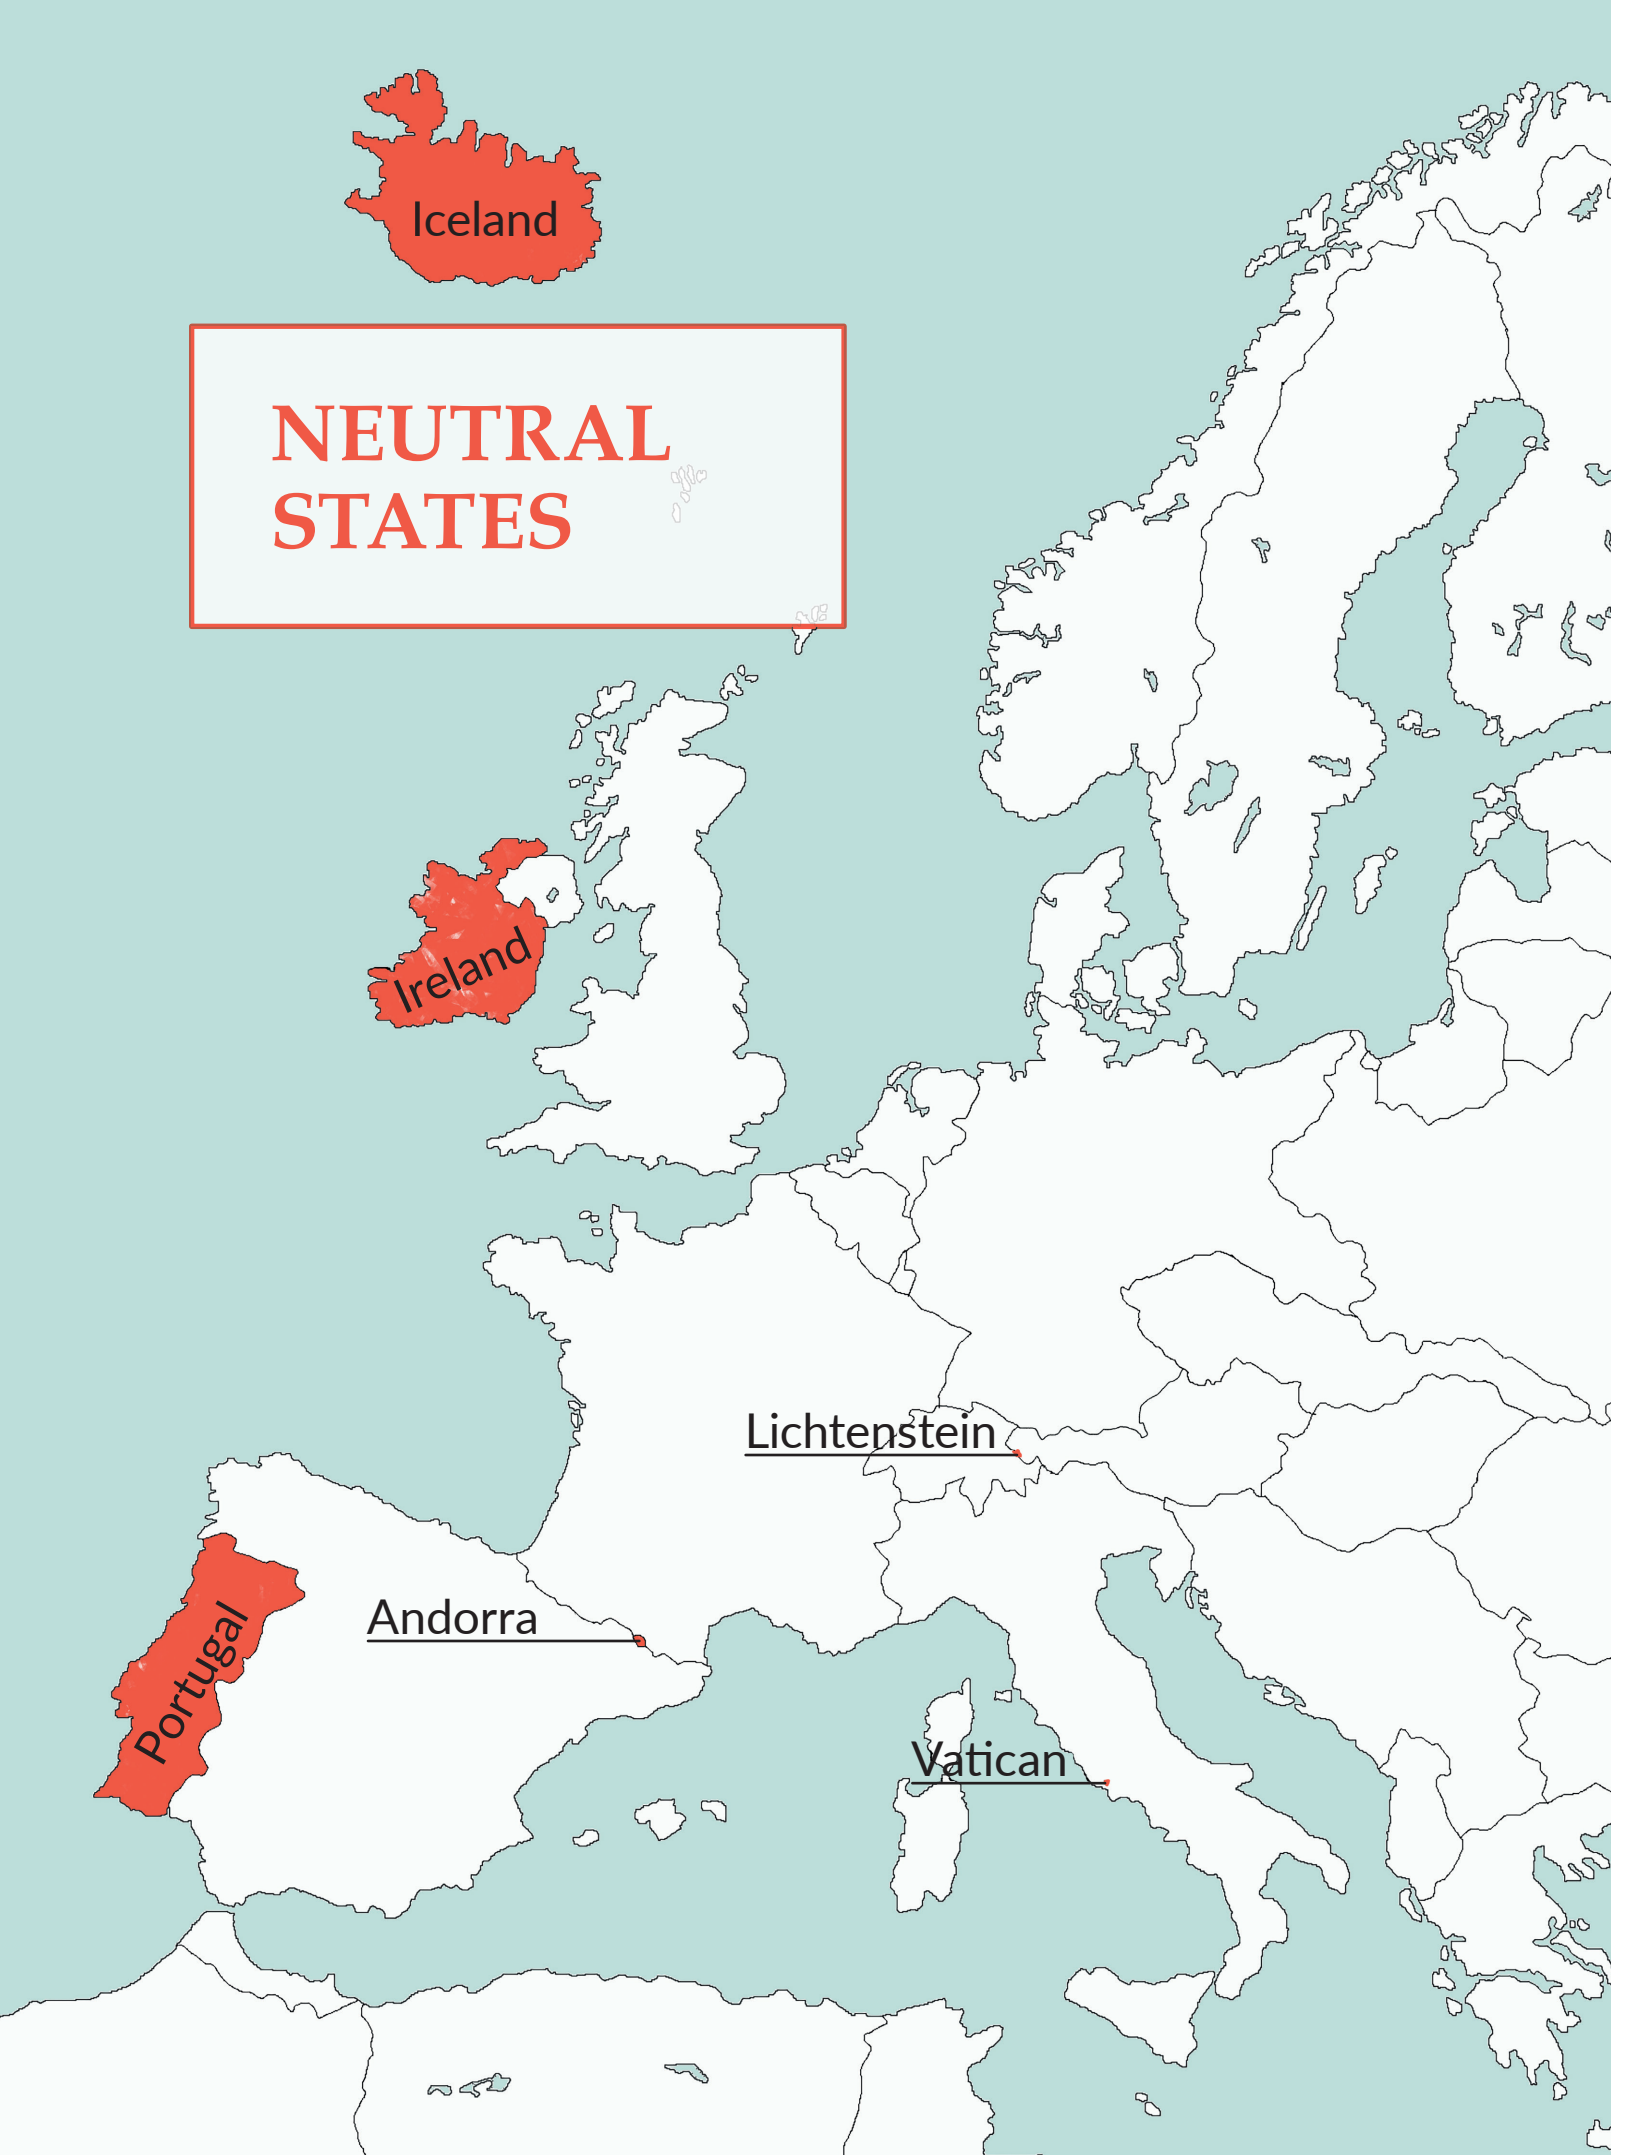 Iceland
NEUTRAL
STATES
Ireland
Lichtenstein
Andorra
Portugal
Vatican